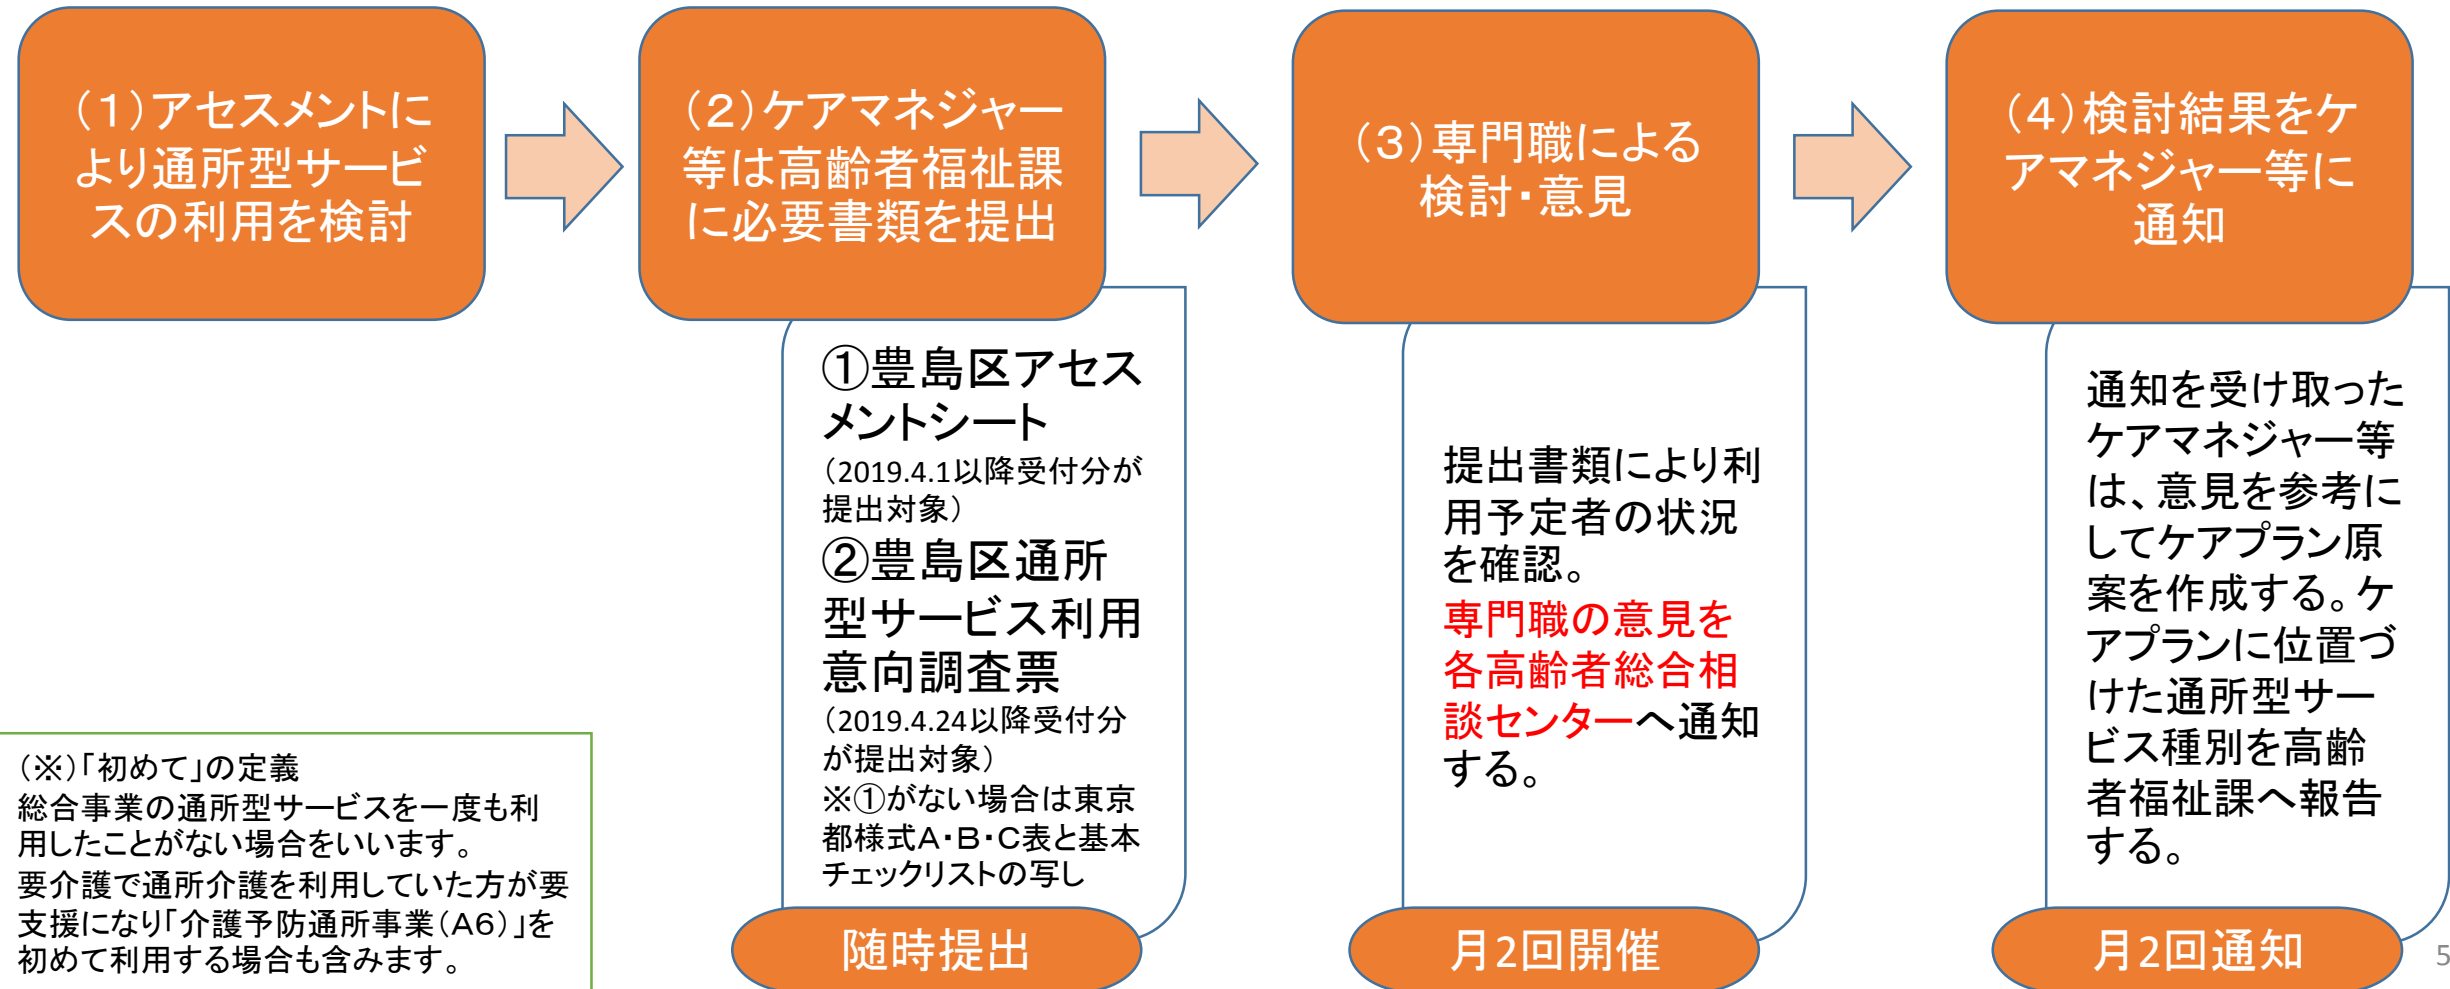 （1）アセスメントに
より通所型サービ
スの利用を検討
（2）ケアマネジャー
等は高齢者福祉課
に必要書類を提出
①豊島区アセス
メントシート
（2019.4.1以降受付分が
提出対象）
②豊島区通所
型サービス利用
意向調査票
（2019.4.24以降受付分
が提出対象）
※①がない場合は東京
都様式A・B・C表と基本
チェックリストの写し
随時提出
（3）専門職による
検討・意見
提出書類により利
用予定者の状況
を確認。
専門職の意見を
各高齢者総合相
談センターへ通知
する。
月2回開催
（4）検討結果をケ
アマネジャー等に
通知
通知を受け取った
ケアマネジャー等
は、意見を参考に
してケアプラン原
案を作成する。ケ
アプランに位置づ
けた通所型サー
ビス種別を高齢
者福祉課へ報告
する。
月2回通知
（※）「初めて」の定義
総合事業の通所型サービスを一度も利
用したことがない場合をいいます。
要介護で通所介護を利用していた方が要
支援になり「介護予防通所事業（A6）」を
初めて利用する場合も含みます。
5